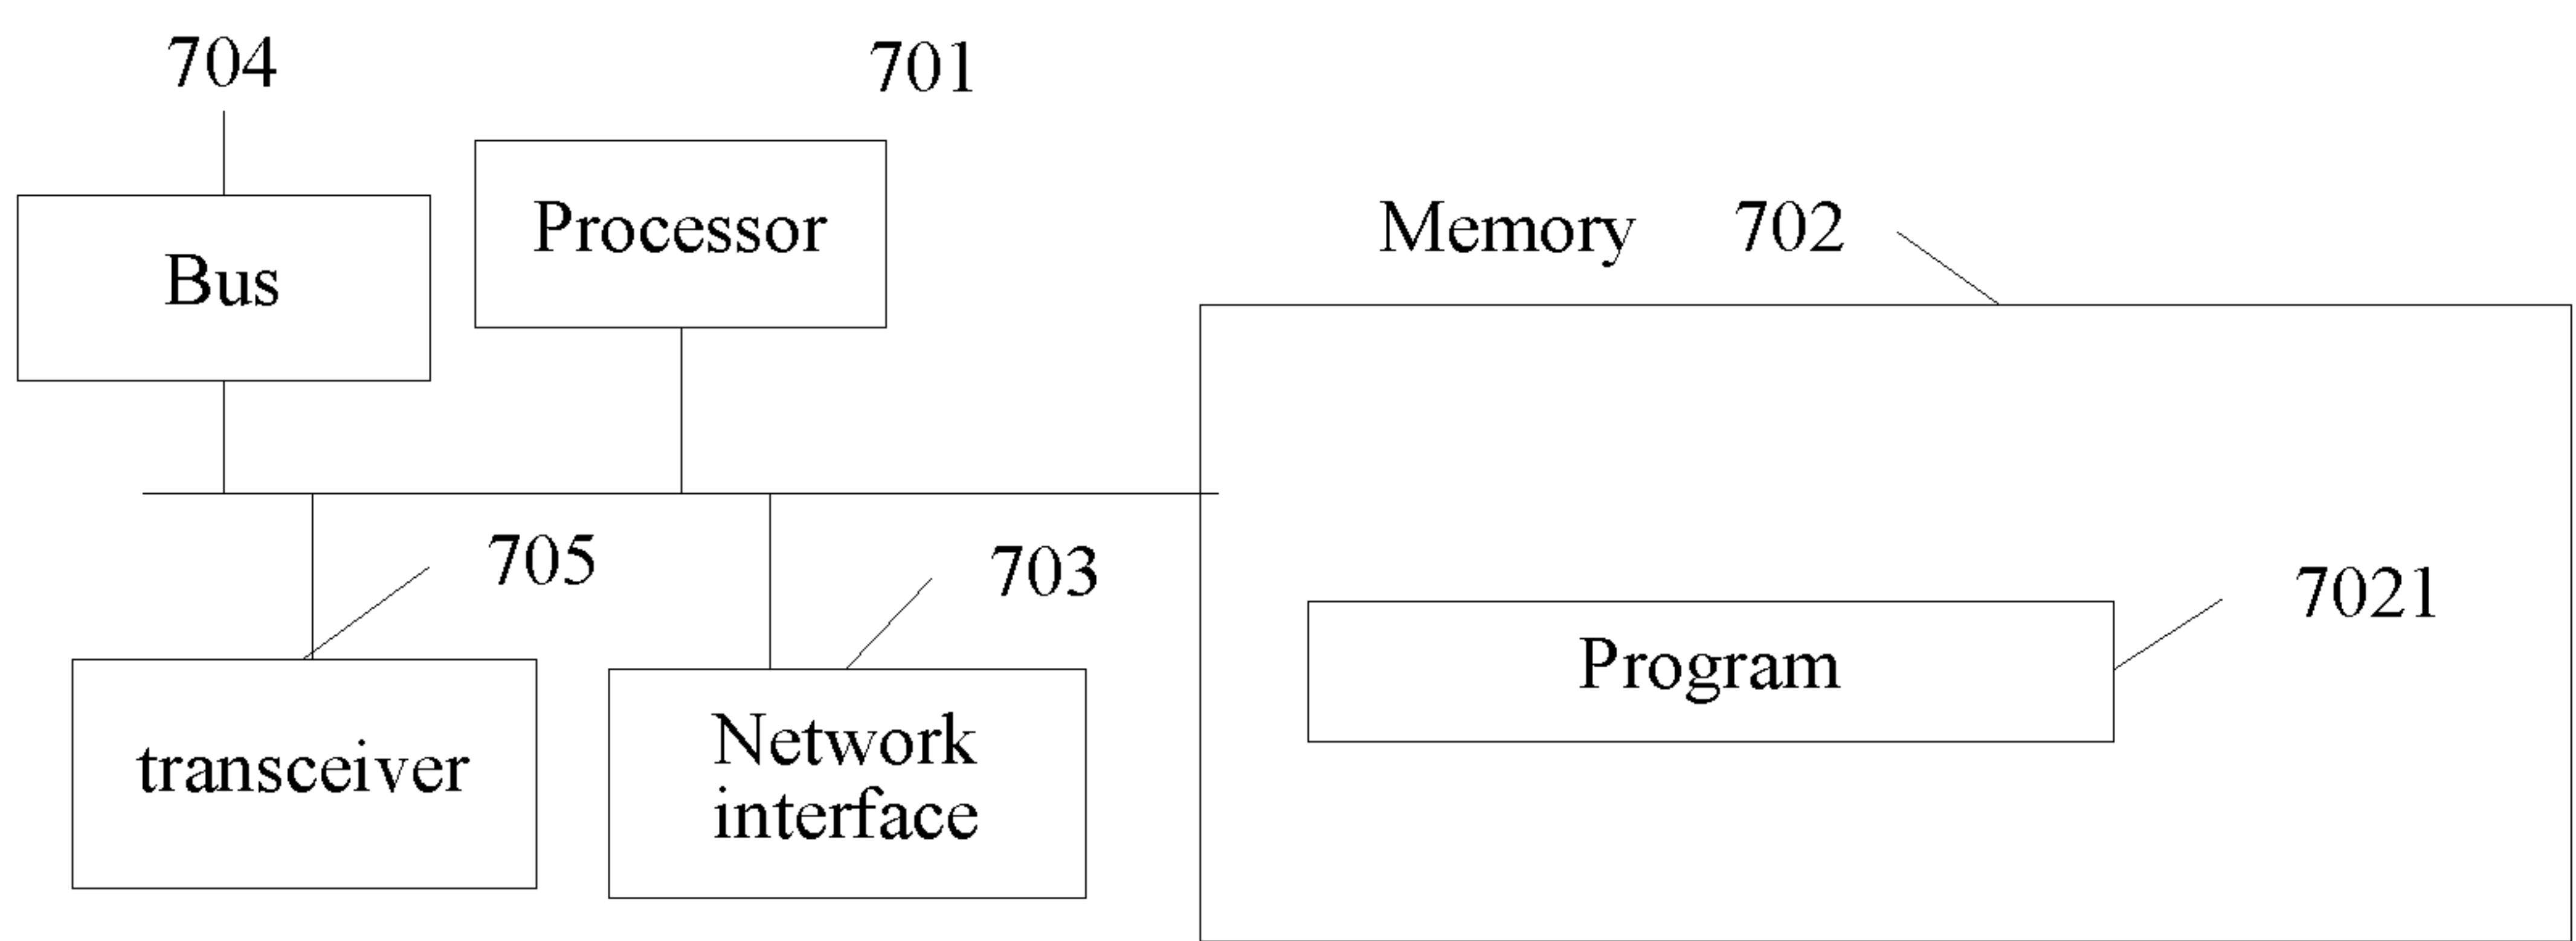 704
701
Processor
Memory 702
Bus
705
703
7021
Program
transceiver
Network
interface